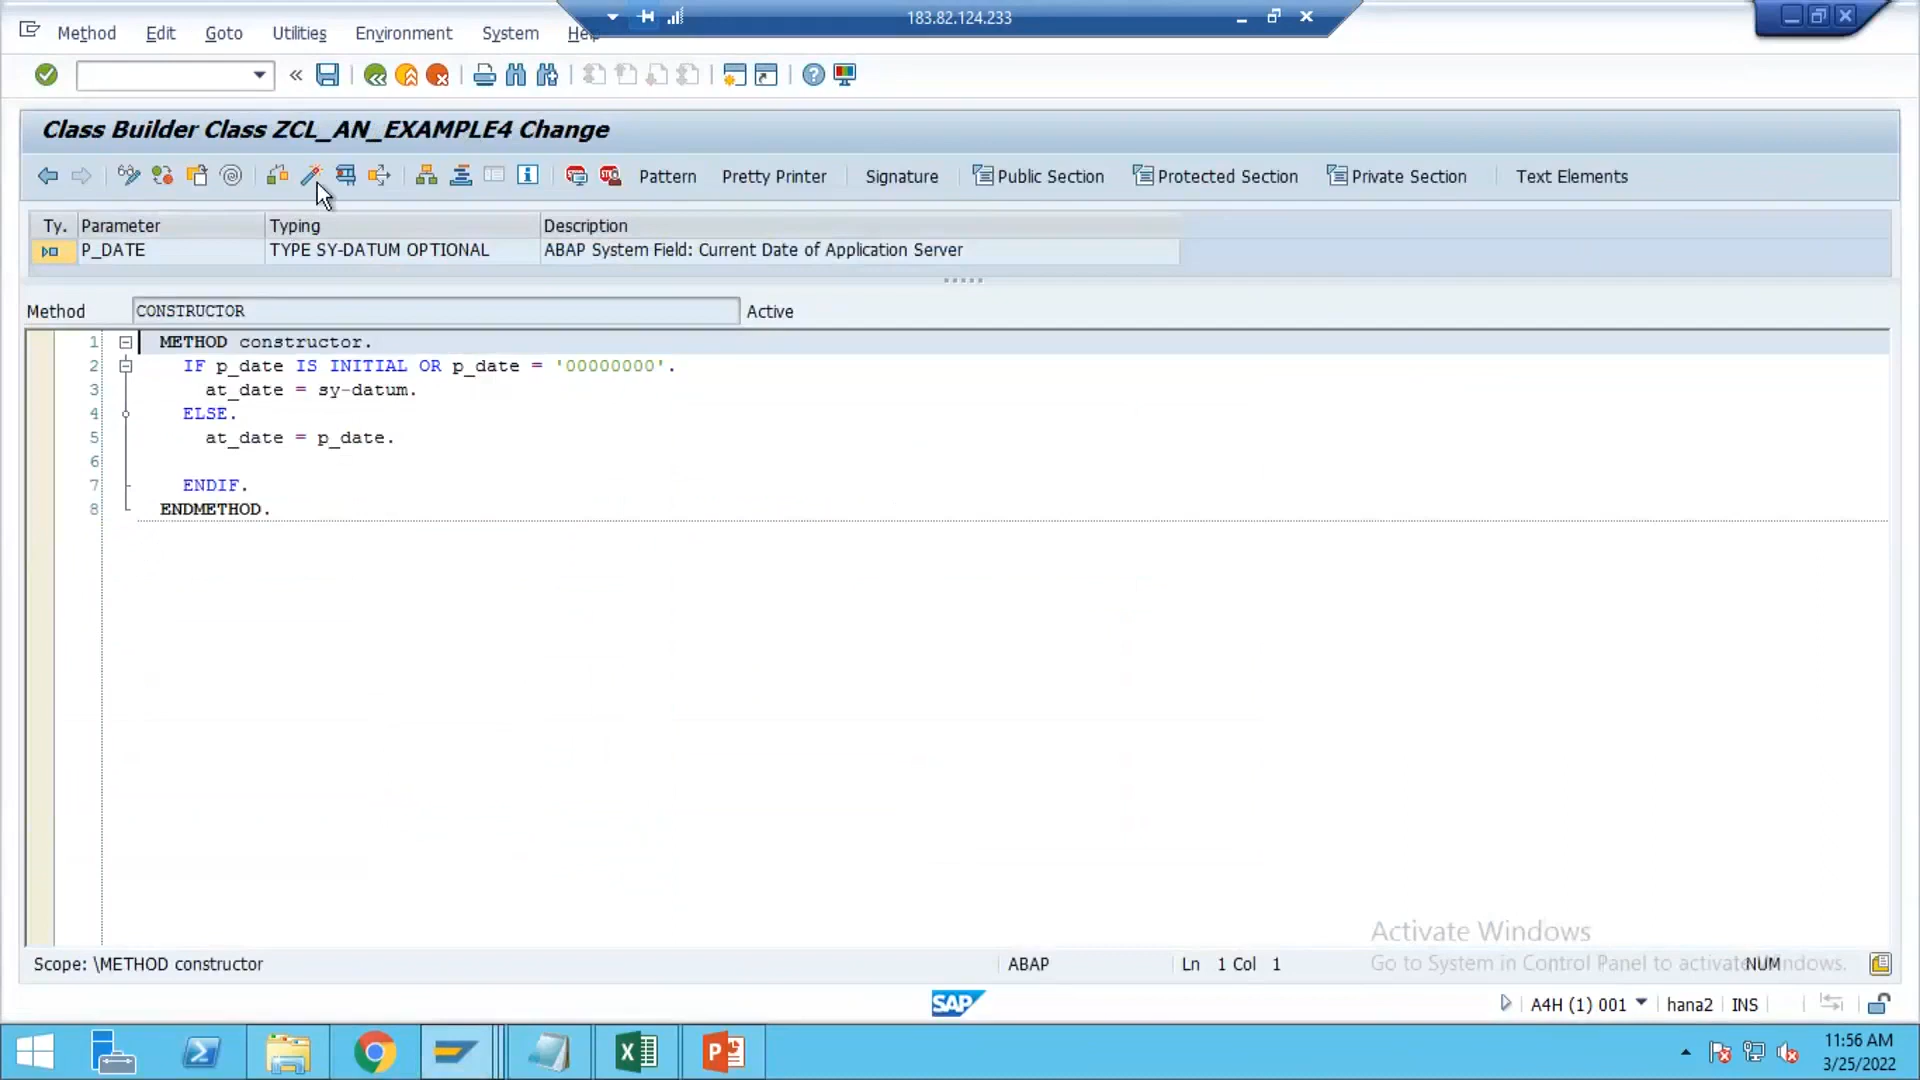 183.82.124.233
Method Edit Goto Utilities Environment System Help
Class Builder Class ZCL_AN_EXAMPLE4 Change
Pattern Pretty Printer Signature Public Section Protected Section Private Section Text Elements
Ty. Parameter Typing Description
P_DATE TYPE SY-DATUM OPTIONAL ABAP System Field: Current Date of Application Server
Method CONSTRUCTOR Active
1 METHOD constructor.
2 IF p_date IS INITIAL OR p_date = '00000000'.
3 at_date = sy-datum.
4 ELSE.
5 at_date = p_date.
6
7 ENDIF.
8 ENDMETHOD.
Activate Windows
Go to System in Control Panel to activate Windows.
Scope: \METHOD constructor ABAP Ln 1 Col 1 NUM
SAP A4H (1) 001 hana2 INS
11:56 AM
3/25/2022